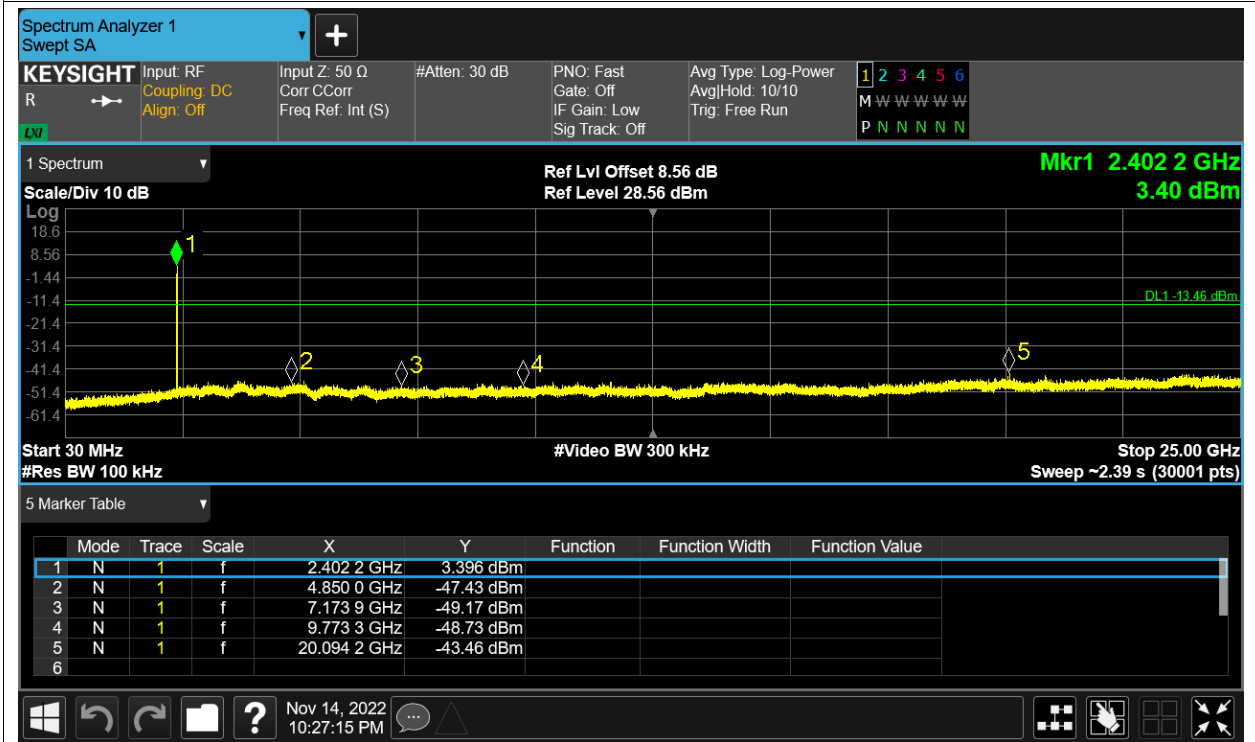 Spectrum Analyzer 1
Swept SA
KEYSIGHT Input: RF Input Z: 50 Ω #Atten: 30 dB PNO: Fast Avg Type: Log-Power 1 2 3 4 5 6
R Coupling: DC Corr CCorr Gate: Off Avg|Hold: 10/10 M W W W W W
Align: Off Freq Ref: Int (S) IF Gain: Low Trig: Free Run
LXI Sig Track: Off P N N N N N
1 Spectrum Ref Lvl Offset 8.56 dB Mkr1 2.402 2 GHz
Scale/Div 10 dB Ref Level 28.56 dBm 3.40 dBm
Log
18.6
1
8.56
-1.44
-11.4 DL1 -13.46 dBm
-21.4
-31.4
2 3 4 5
-41.4
-51.4
-61.4
Start 30 MHz #Video BW 300 kHz Stop 25.00 GHz
#Res BW 100 kHz Sweep ~2.39 s (30001 pts)
5 Marker Table
Mode Trace Scale X Y Function Function Width Function Value
1 N 1 f 2.402 2 GHz 3.396 dBm
2 N 1 f 4.850 0 GHz -47.43 dBm
3 N 1 f 7.173 9 GHz -49.17 dBm
4 N 1 f 9.773 3 GHz -48.73 dBm
5 N 1 f 20.094 2 GHz -43.46 dBm
6
? Nov 14, 2022
10:27:15 PM